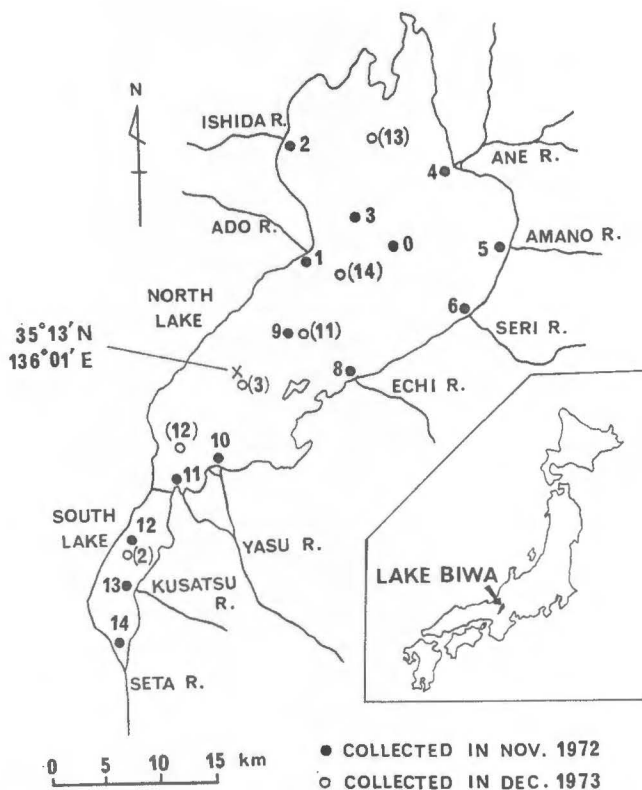 N
ISHIDA R.
2
(13)
ANE R.
4
3
ADO R.
0
5
AMANO R.
1
(14)
NORTH
LAKE
6
SERI R.
35°13'N
136°01'E
9
(11)
8
ECHI R.
(3)
(12)
10
11
SOUTH
LAKE
12
(2)
YASU R.
13
KUSATSU
R.
LAKE BIWA
14
SETA R.
0 5 10 15 km
● COLLECTED IN NOV. 1972
○ COLLECTED IN DEC. 1973